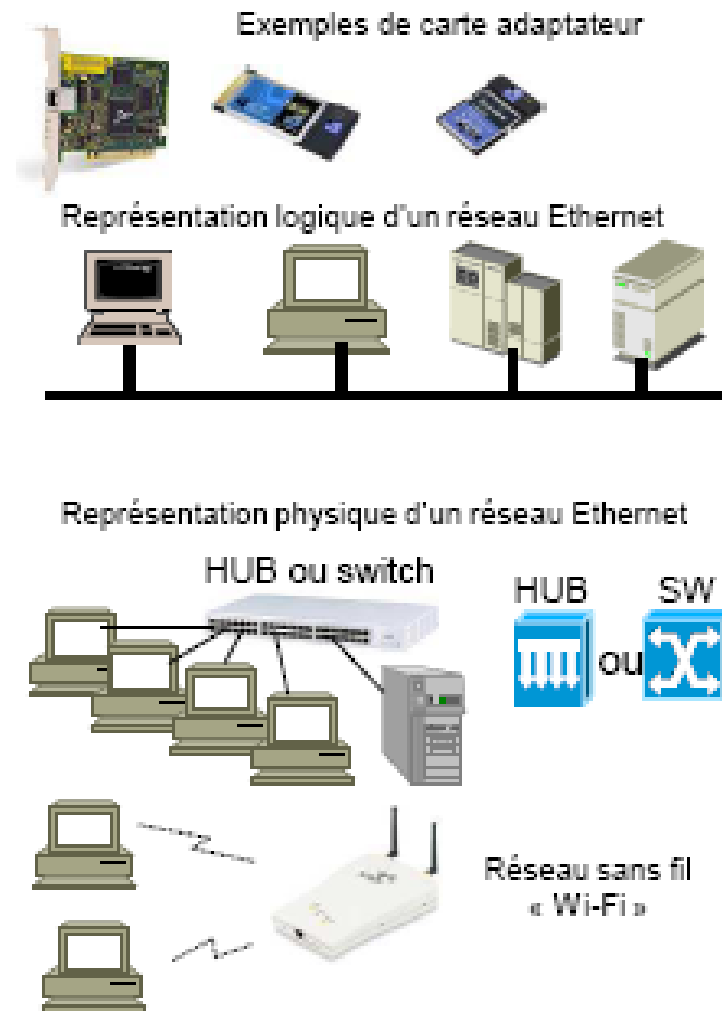 Exemples de carte adaptateur
Représentation logique d'un réseau Ethernet
Représentation physique d'un réseau Ethernet
HUB ou switch
HUB
SW
ou
Réseau sans fil
« Wi-Fi »